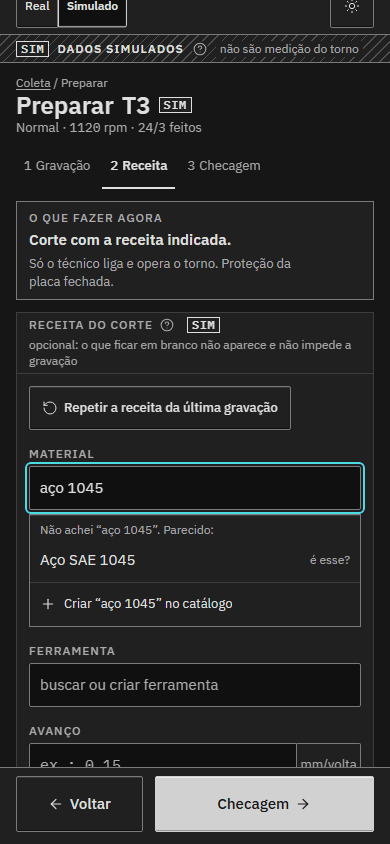 Real Simulado
SIM DADOS SIMULADOS ? não são medição do torno
Coleta / Preparar
Preparar T3 SIM
Normal · 1120 rpm · 24/3 feitos
1 Gravação 2 Receita 3 Checagem
O QUE FAZER AGORA
Corte com a receita indicada.
Só o técnico liga e opera o torno. Proteção da
placa fechada.
RECEITA DO CORTE ? SIM
opcional: o que ficar em branco não aparece e não impede a
gravação
Repetir a receita da última gravação
MATERIAL
aço 1045
Não achei “aço 1045”. Parecido:
Aço SAE 1045 é esse?
+ Criar “aço 1045” no catálogo
FERRAMENTA
buscar ou criar ferramenta
AVANÇO
ex.: 0,15 mm/volta
← Voltar Checagem →